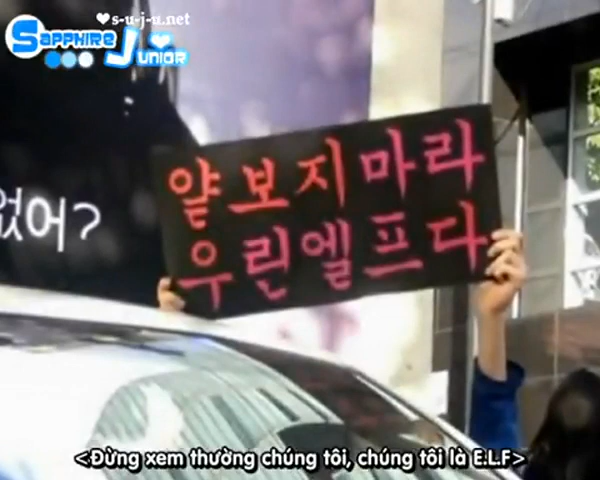 ♥s-u-j-u.net
Sapphire Junior
없어?
얕보지마라
우린엘프다
<Đừng xem thường chúng tôi, chúng tôi là E.L.F>